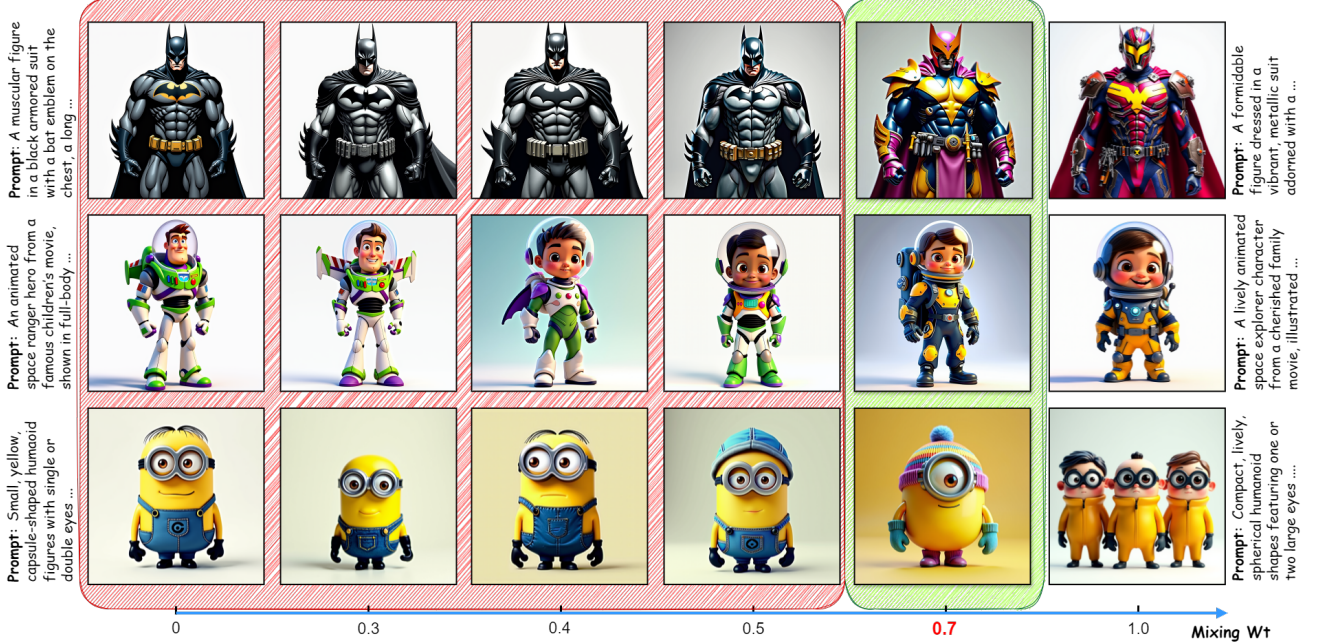 Prompt: A muscular figure
in a black armored suit
with a bat emblem on the
chest, a long ...
Prompt: A formidable
figure dressed in a
vibrant, metallic suit
adorned with a ...
Prompt: An animated
space ranger hero from a
famous children's movie,
shown in full-body ...
Prompt: A lively animated
space explorer character
from a cherished family
movie, illustrated ...
Prompt: Small, yellow,
capsule-shaped humaoid
figures with single or
double eyes ...
Prompt: Compact, lively,
spherical humanoid
shapes featuring one or
two large eyes ....
0
0.3
0.4
0.5
0.7
1.0
Mixing Wt